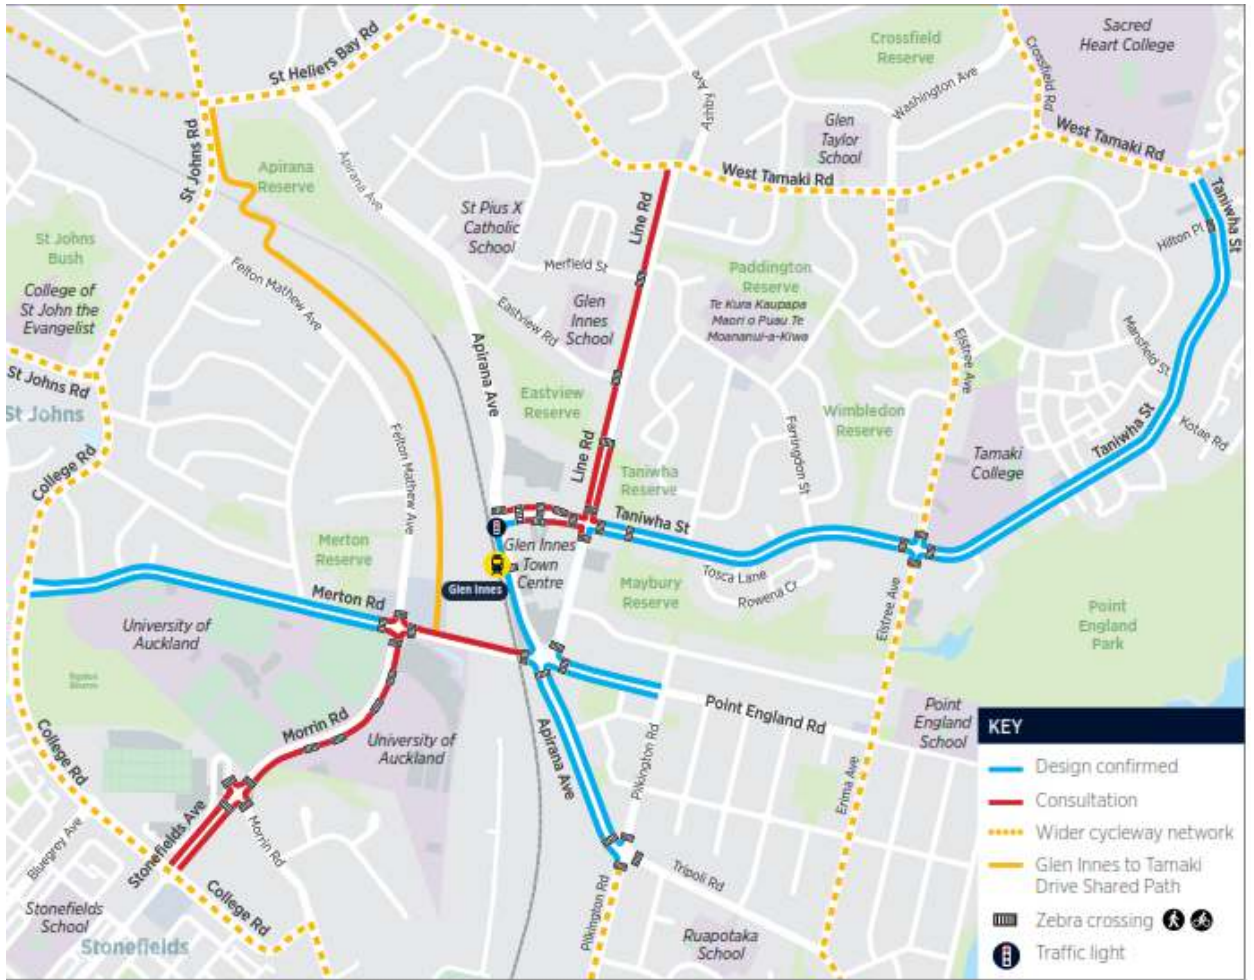 Sacred
Heart College
Crossfield
Reserve
Crossfield Rd
Washington Ave
St Heliers Bay Rd
Ashby Ave
Glen
Taylor
School
West Tamaki Rd
St Johns Rd
Apirana
Reserve
Apirana Ave
West Tamaki Rd
Taniwha St
Line Rd
St Pius X
Catholic
School
St Johns
Bush
Hilton Pl
College of
St John the
Evangelist
Felton Mathew Ave
Merfield St
Paddington
Reserve
Te Kura Kaupapa
Maori o Puau Te
Moananui-a-Kiwa
Glen
Innes
School
Eastview Rd
Elstree Ave
Mansfield St
Apirana Ave
St Johns Rd
St Johns
Eastview
Reserve
Wimbledon
Reserve
Farringdon St
Taniwha St
Kotae Rd
Felton Mathew Ave
Line Rd
College Rd
Tamaki
College
Taniwha
Reserve
Taniwha St
Glen Innes
Town
Centre
Merton
Reserve
Tosca Lane
Rowena Cr
Maybury
Reserve
Glen Innes
Merton Rd
Elstree Ave
Point
England
Park
University of
Auckland
Morrin Rd
University of
Auckland
Point England Rd
Point
England
School
College Rd
Apirana Ave
Pilkington Rd
Erima Ave
Stonefields Ave
Morrin Rd
Bluegrey Ave
Tripoli Rd
Pilkington Rd
College Rd
Stonefields
School
Stonefields
Ruapotaka
School
KEY
Design confirmed
Consultation
Wider cycleway network
Glen Innes to Tamaki
Drive Shared Path
Zebra crossing
Traffic light